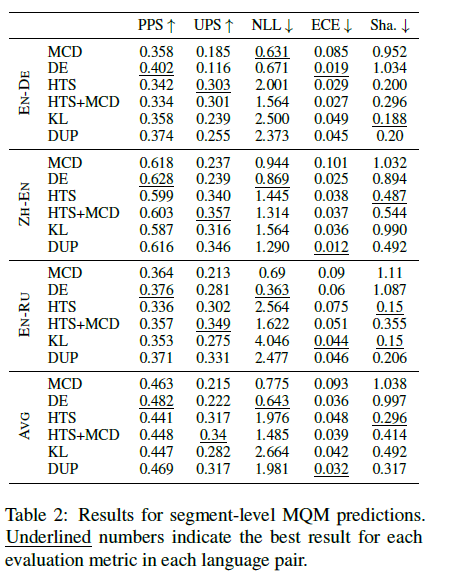 PPS ↑ UPS ↑ NLL ↓ ECE ↓ Sha. ↓
EN-DE
MCD 0.358 0.185 0.631 0.085 0.952
DE 0.402 0.116 0.671 0.019 1.034
HTS 0.342 0.303 2.001 0.029 0.200
HTS+MCD 0.334 0.301 1.564 0.027 0.296
KL 0.358 0.239 2.500 0.049 0.188
DUP 0.374 0.255 2.373 0.045 0.20
ZH-EN
MCD 0.618 0.237 0.944 0.101 1.032
DE 0.628 0.239 0.869 0.025 0.894
HTS 0.599 0.340 1.445 0.038 0.487
HTS+MCD 0.603 0.357 1.314 0.037 0.544
KL 0.587 0.316 1.564 0.036 0.990
DUP 0.616 0.346 1.290 0.012 0.492
EN-RU
MCD 0.364 0.213 0.69 0.09 1.11
DE 0.376 0.281 0.363 0.06 1.087
HTS 0.336 0.302 2.564 0.075 0.15
HTS+MCD 0.357 0.349 1.622 0.051 0.355
KL 0.353 0.275 4.046 0.044 0.15
DUP 0.371 0.331 2.477 0.046 0.206
AVG
MCD 0.463 0.215 0.775 0.093 1.038
DE 0.482 0.222 0.643 0.036 0.997
HTS 0.441 0.317 1.976 0.048 0.296
HTS+MCD 0.448 0.34 1.485 0.039 0.414
KL 0.447 0.282 2.664 0.042 0.492
DUP 0.469 0.317 1.981 0.032 0.317
Table 2: Results for segment-level MQM predictions.
Underlined numbers indicate the best result for each
evaluation metric in each language pair.